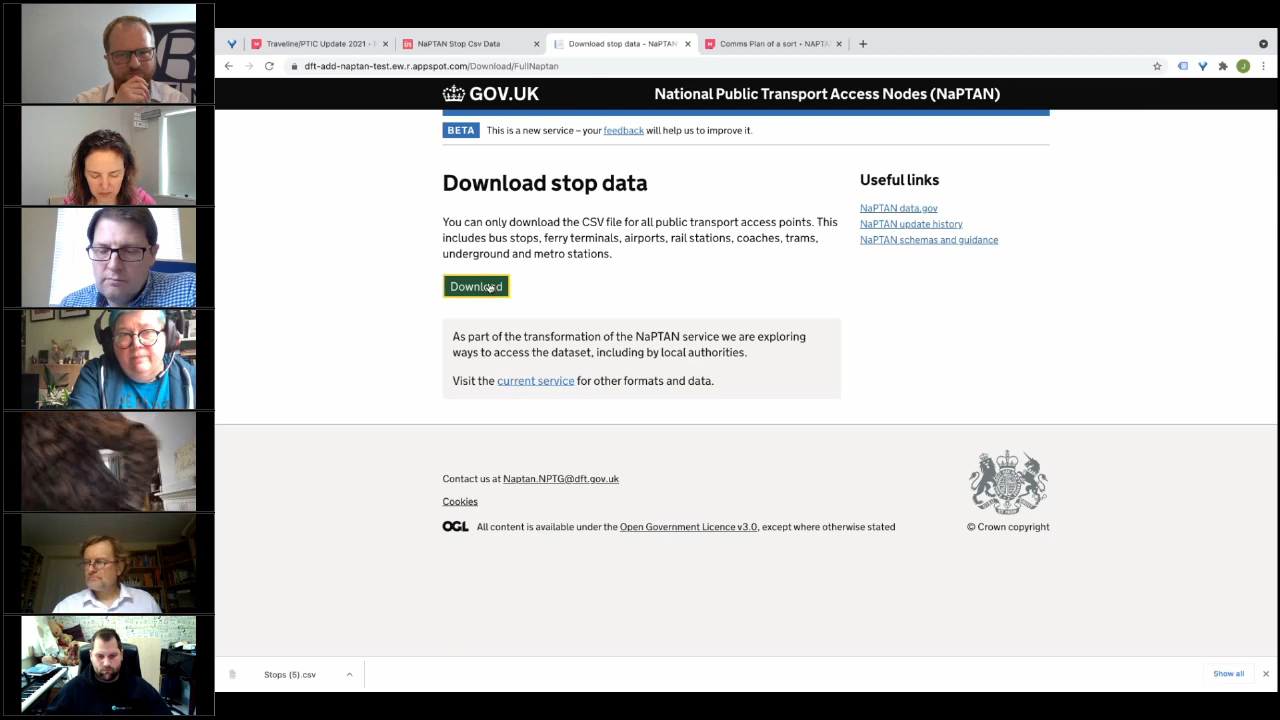 Traveline/PTIC Update 2021 -
NaPTAN Stop Csv Data
Download stop data - NaPTAN
Comms Plan of a sort • NAPTA
dft-add-naptan-test.ew.r.appspot.com/Download/FullNaptan
J
GOV.UK
National Public Transport Access Nodes (NaPTAN)
BETA
This is a new service – your feedback will help us to improve it.
Download stop data
You can only download the CSV file for all public transport access points. This
includes bus stops, ferry terminals, airports, rail stations, coaches, trams,
underground and metro stations.
Download
As part of the transformation of the NaPTAN service we are exploring
ways to access the dataset, including by local authorities.
Visit the current service for other formats and data.
Useful links
NaPTAN data.gov
NaPTAN update history
NaPTAN schemas and guidance
Contact us at Naptan.NPTG@dft.gov.uk
Cookies
OGL All content is available under the Open Government Licence v3.0, except where otherwise stated
© Crown copyright
Stops (5).csv
Show all